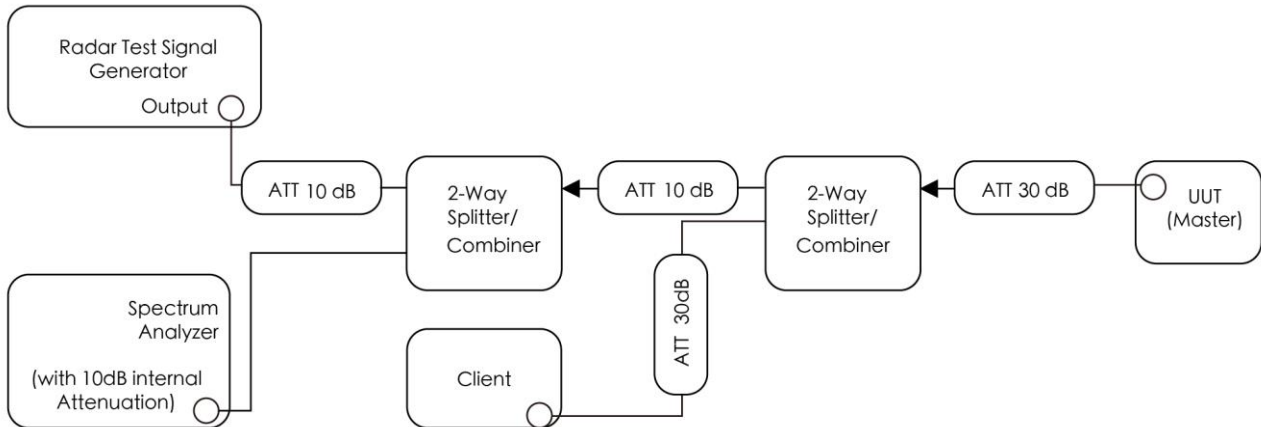 Radar Test Signal
Generator
Output
ATT 10 dB
2-Way
Splitter/
Combiner
ATT 10 dB
2-Way
Splitter/
Combiner
ATT 30 dB
UUT
(Master)
Spectrum
Analyzer
(with 10dB internal
Attenuation)
Client
ATT 30dB